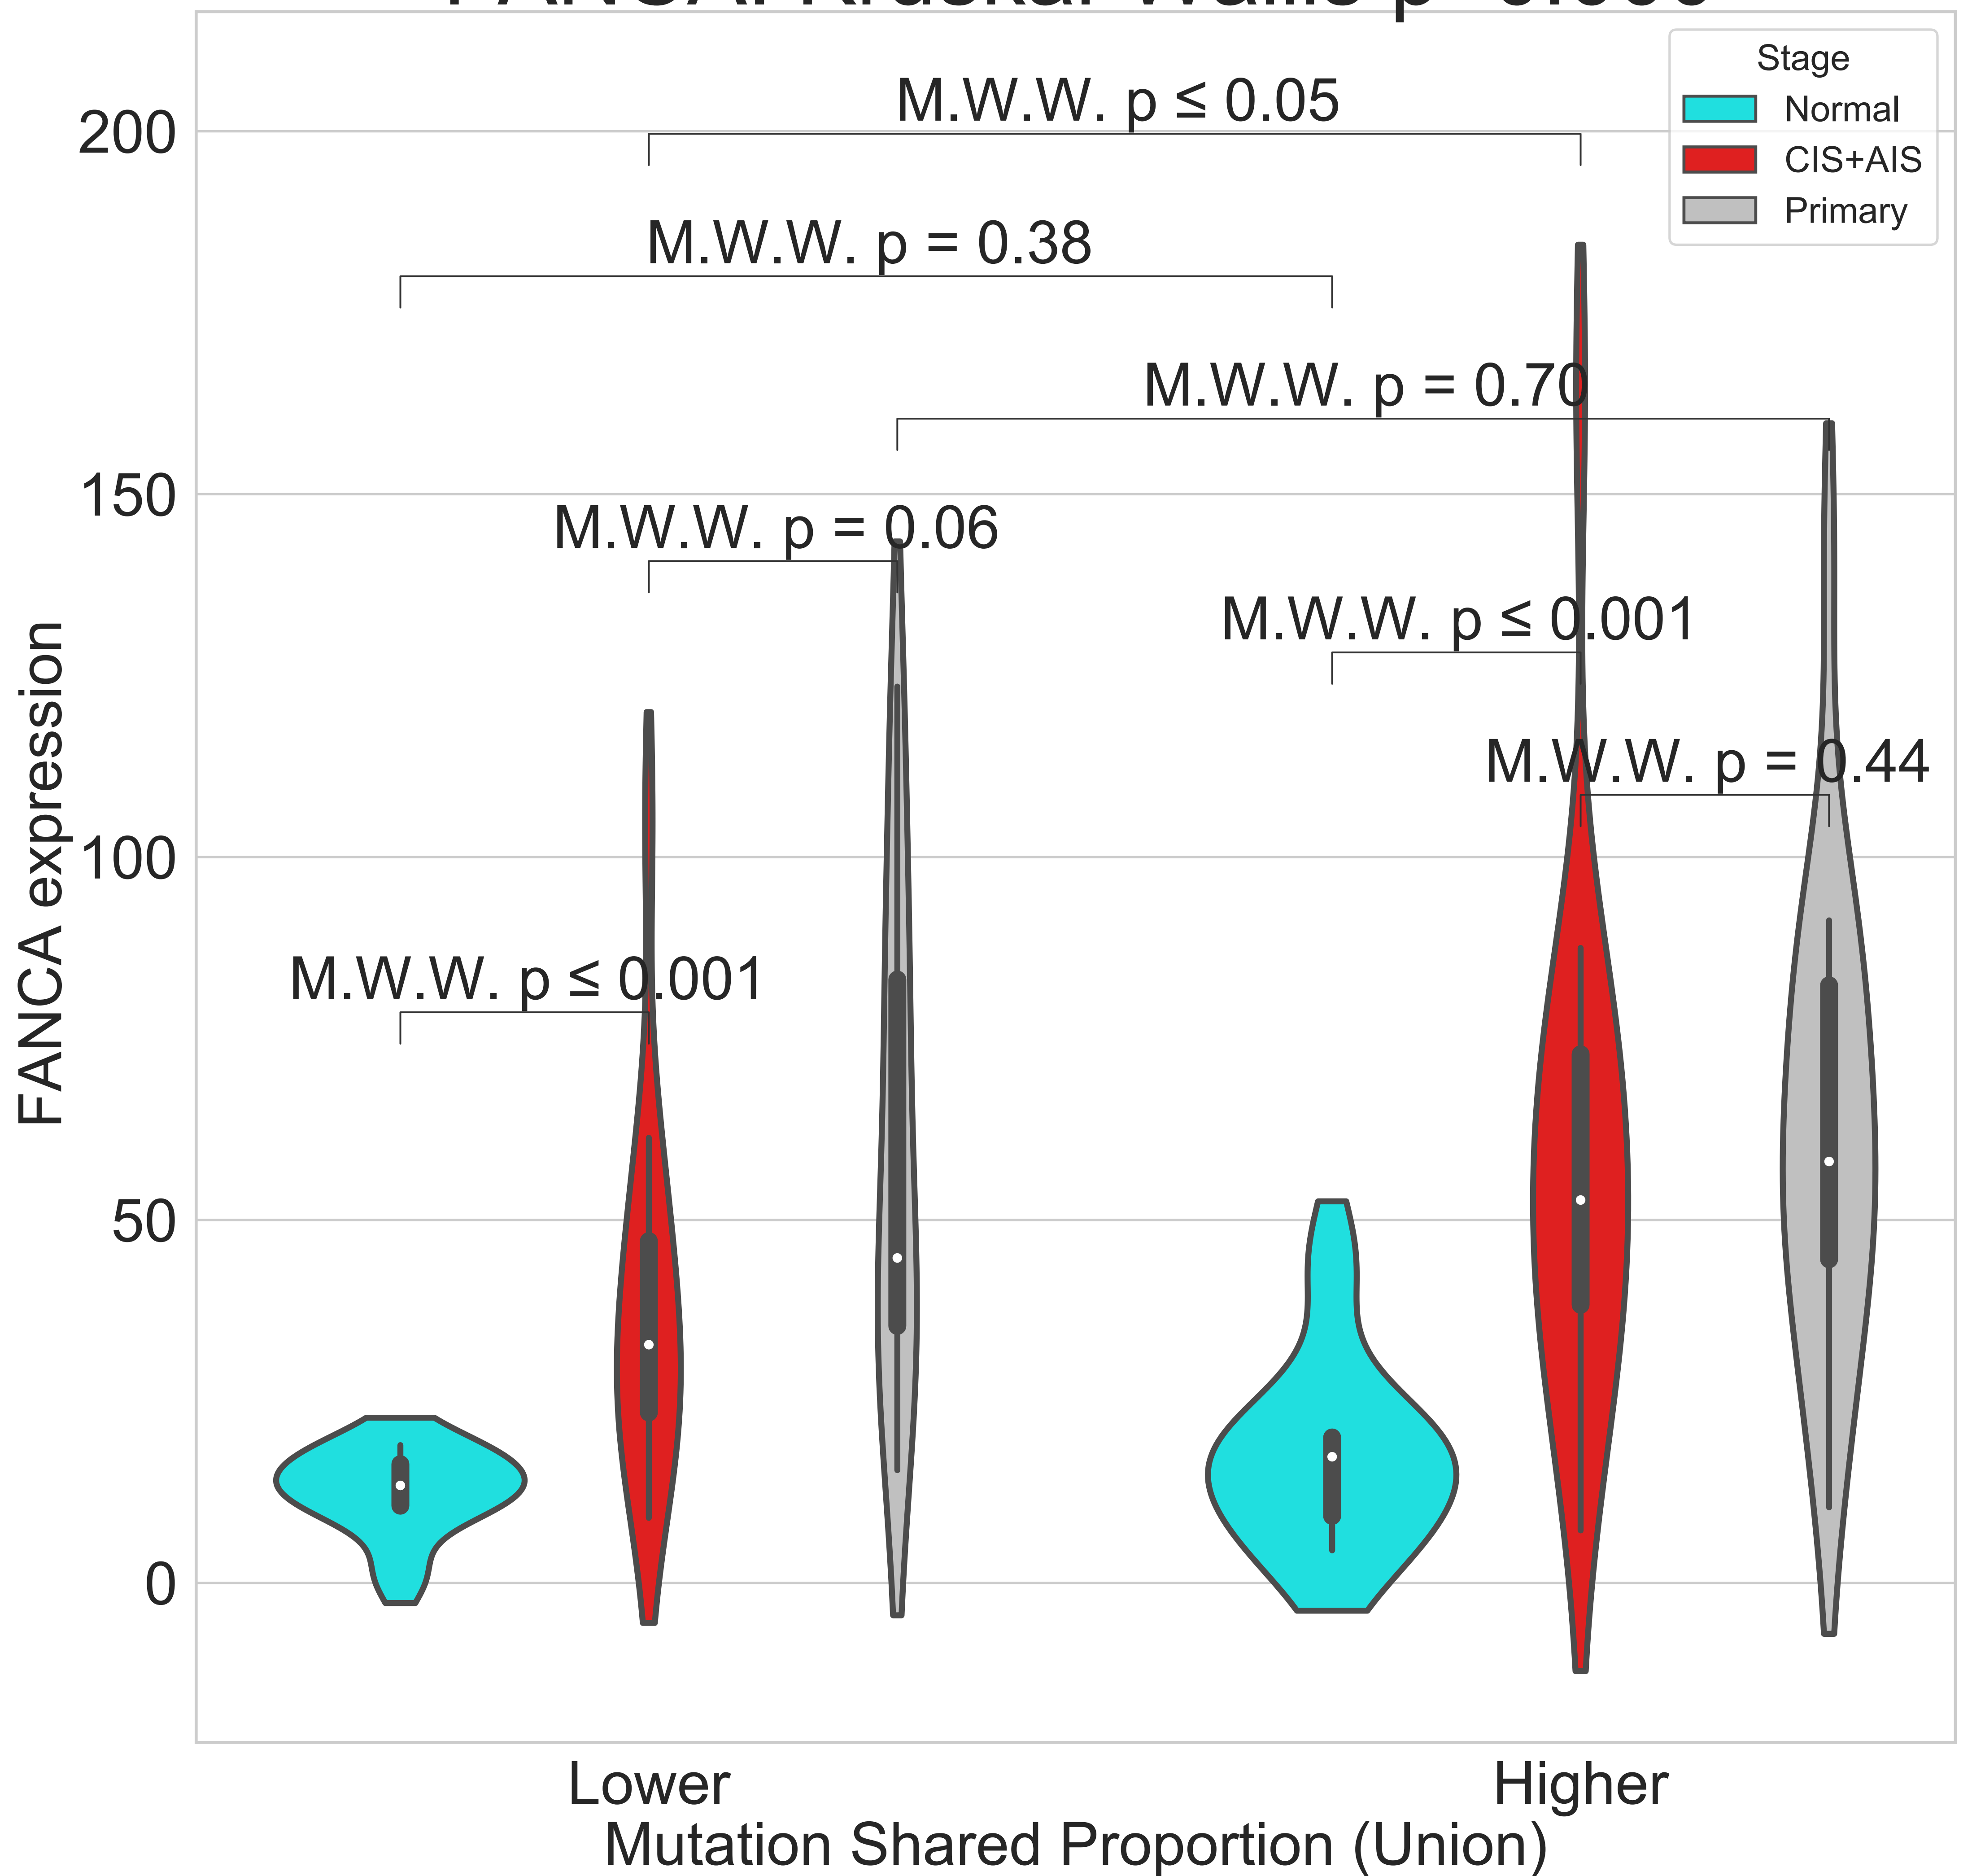 Stage
Normal
CIS+AIS
Primary
M.W.W. p ≤ 0.05
M.W.W. p = 0.38
M.W.W. p = 0.70
M.W.W. p = 0.06
M.W.W. p ≤ 0.001
M.W.W. p = 0.44
M.W.W. p ≤ 0.001
200
150
100
50
0
FANCA expression
Lower
Higher
Mutation Shared Proportion (Union)